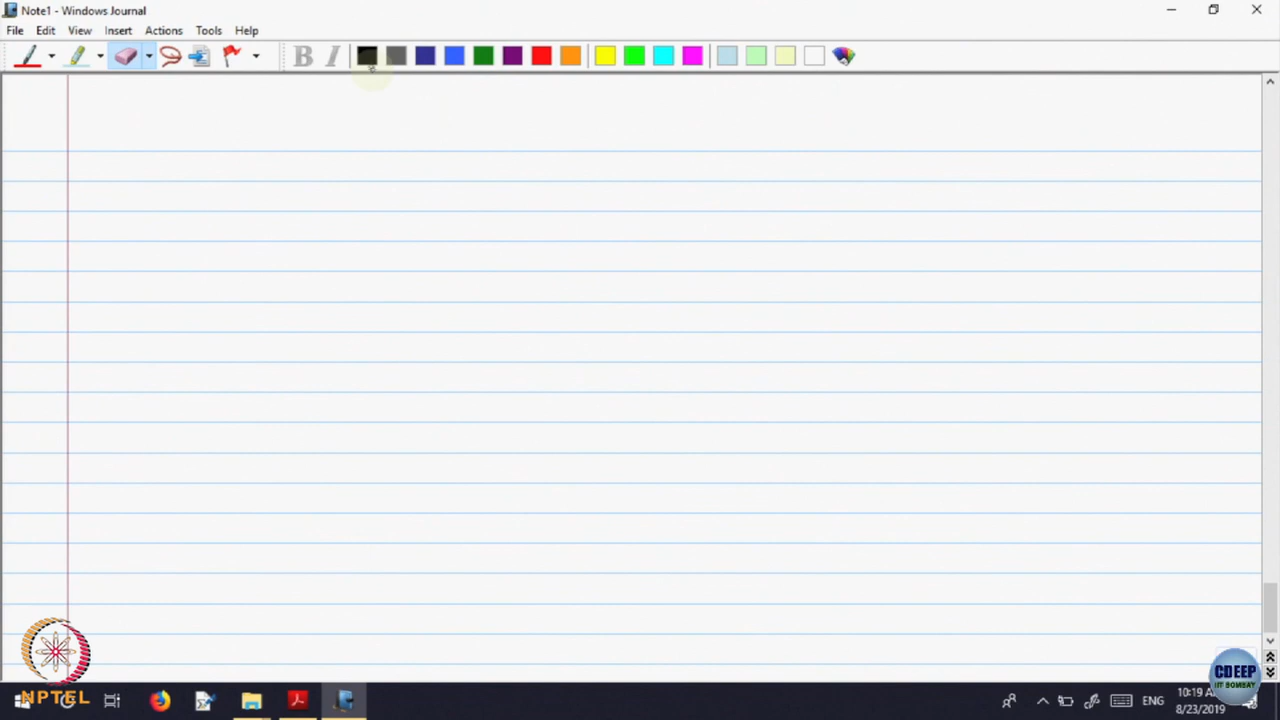 Note1 - Windows Journal
File Edit View Insert Actions Tools Help
B I
NPTEL
CDEEP
IIT BOMBAY
ENG
10:19 A
8/23/2019